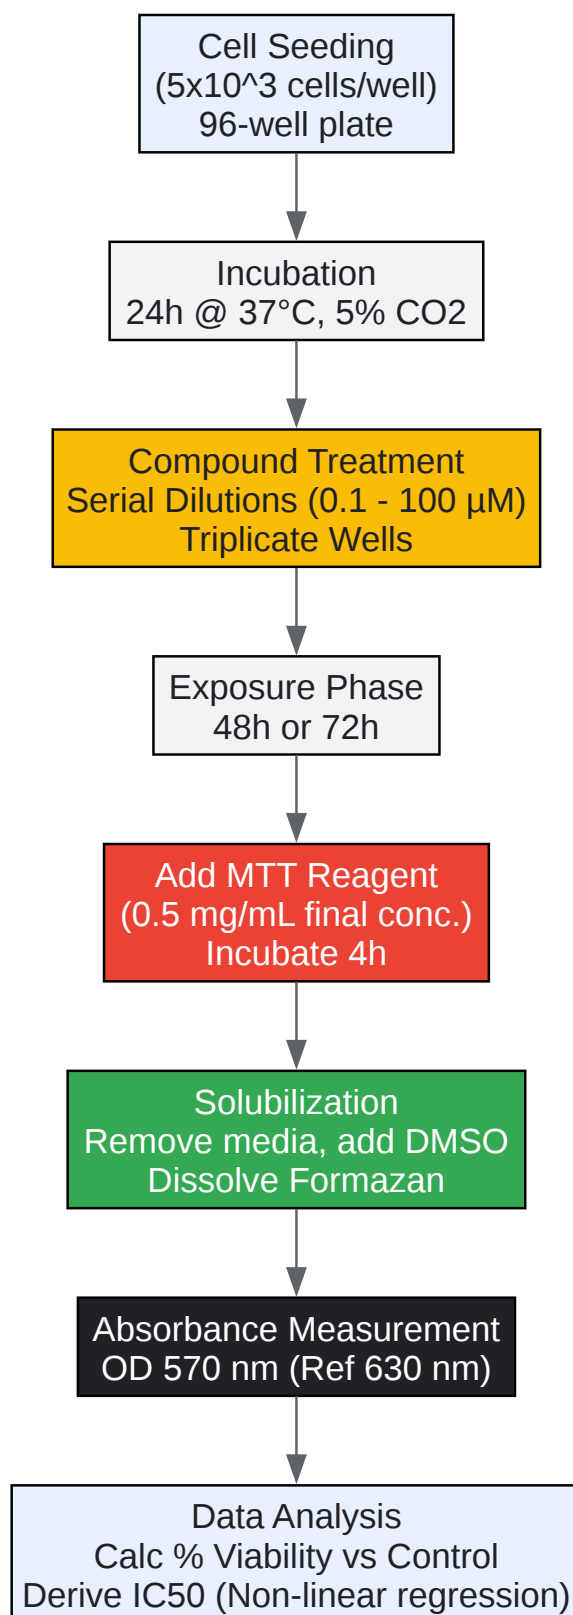 Cell Seeding
(5x10^3 cells/well)
96-well plate
Incubation
24h @ 37°C, 5% CO2
Compound Treatment
Serial Dilutions (0.1 - 100 µM)
Triplicate Wells
Exposure Phase
48h or 72h
Add MTT Reagent
(0.5 mg/mL final conc.)
Incubate 4h
Solubilization
Remove media, add DMSO
Dissolve Formazan
Absorbance Measurement
OD 570 nm (Ref 630 nm)
Data Analysis
Calc % Viability vs Control
Derive IC50 (Non-linear regression)